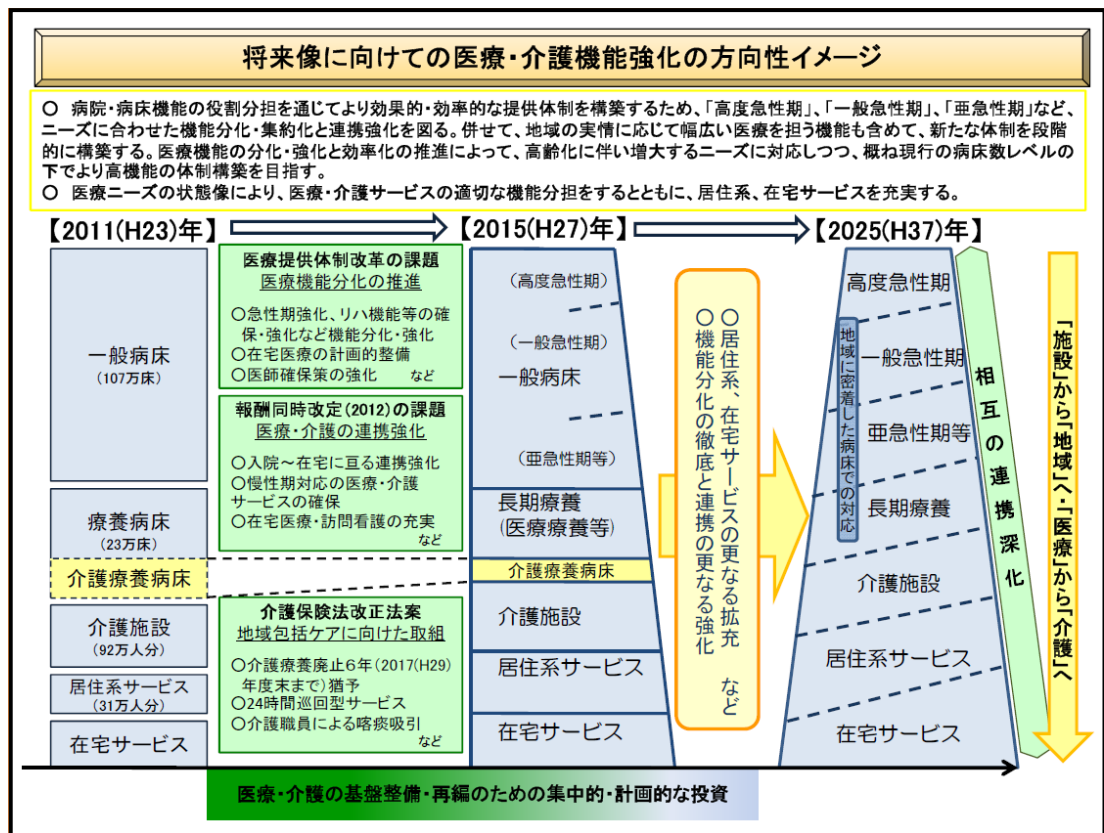 将来像に向けての医療・介護機能強化の方向性イメージ
○ 病院・病床機能の役割分担を通じてより効果的・効率的な提供体制を構築するため、「高度急性期」、「一般急性期」、「亜急性期」など、
ニーズに合わせた機能分化・集約化と連携強化を図る。併せて、地域の実情に応じて幅広い医療を担う機能も含めて、新たな体制を段階
的に構築する。医療機能の分化・強化と効率化の推進によって、高齢化に伴い増大するニーズに対応しつつ、概ね現行の病床数レベルの
下でより高機能の体制構築を目指す。
○ 医療ニーズの状態像により、医療・介護サービスの適切な機能分担をするとともに、居住系、在宅サービスを充実する。
【2011(H23)年】
【2015(H27)年】
【2025(H37)年】
一般病床
(107万床)
療養病床
(23万床)
介護療養病床
介護施設
(92万人分)
居住系サービス
(31万人分)
在宅サービス
医療提供体制改革の課題
医療機能分化の推進
○急性期強化、リハ機能等の確
保・強化など機能分化・強化
○在宅医療の計画的整備
○医師確保策の強化 など
報酬同時改定(2012)の課題
医療・介護の連携強化
○入院~在宅に亘る連携強化
○慢性期対応の医療・介護
サービスの確保
○在宅医療・訪問看護の充実
など
介護保険法改正法案
地域包括ケアに向けた取組
○介護療養廃止6年(2017(H29)
年度末まで)猶予
○24時間巡回型サービス
○介護職員による喀痰吸引
など
(高度急性期)
(一般急性期)
一般病床
(亜急性期等)
長期療養
(医療療養等)
介護療養病床
介護施設
居住系サービス
在宅サービス
○居住系、在宅サービスの更なる拡充 など
○機能分化の徹底と連携の更なる強化
高度急性期
一般急性期
亜急性期等
長期療養
介護施設
居住系サービス
在宅サービス
地域に密着した病床での対応
相互の連携深化
「施設」から「地域」へ・「医療」から「介護」へ
医療・介護の基盤整備・再編のための集中的・計画的な投資